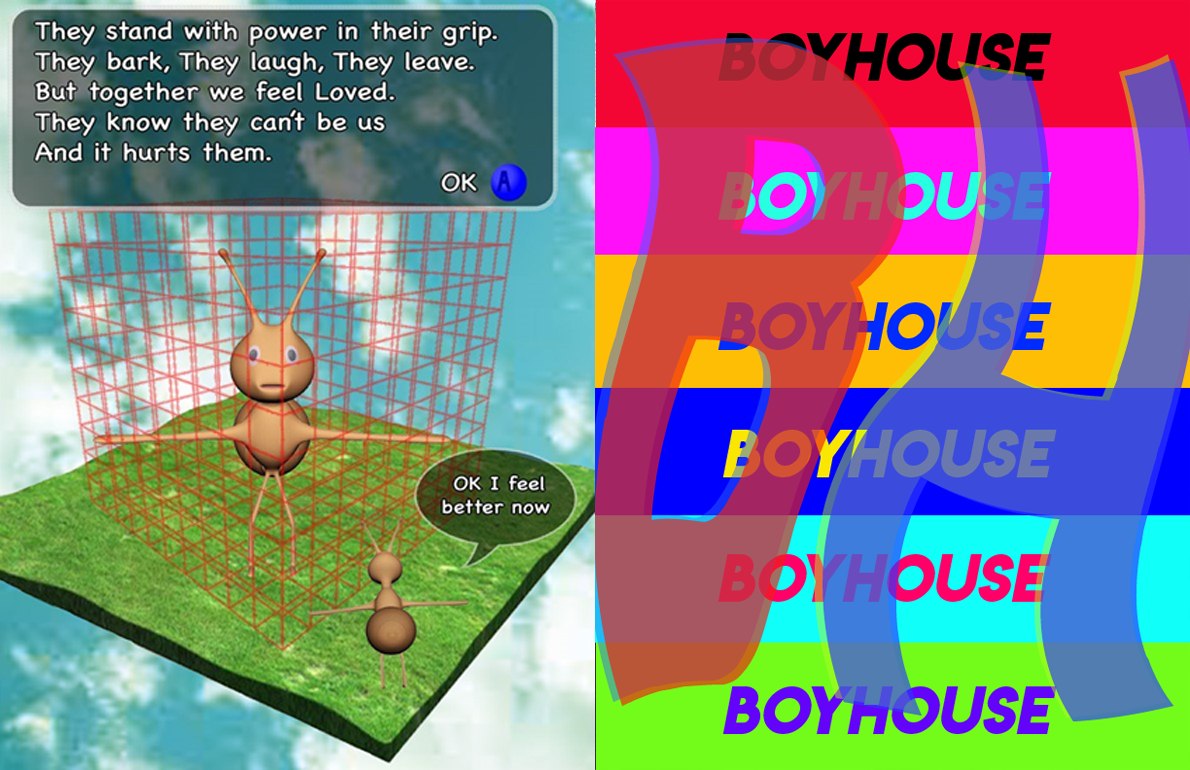 They stand with power in their grip.
They bark, They laugh, They leave.
But together we feel Loved.
They know they can't be us
And it hurts them.
OK A
OK I feel
better now
BOYHOUSE
BOYHOUSE
BOYHOUSE
BOYHOUSE
BOYHOUSE
BOYHOUSE
BH